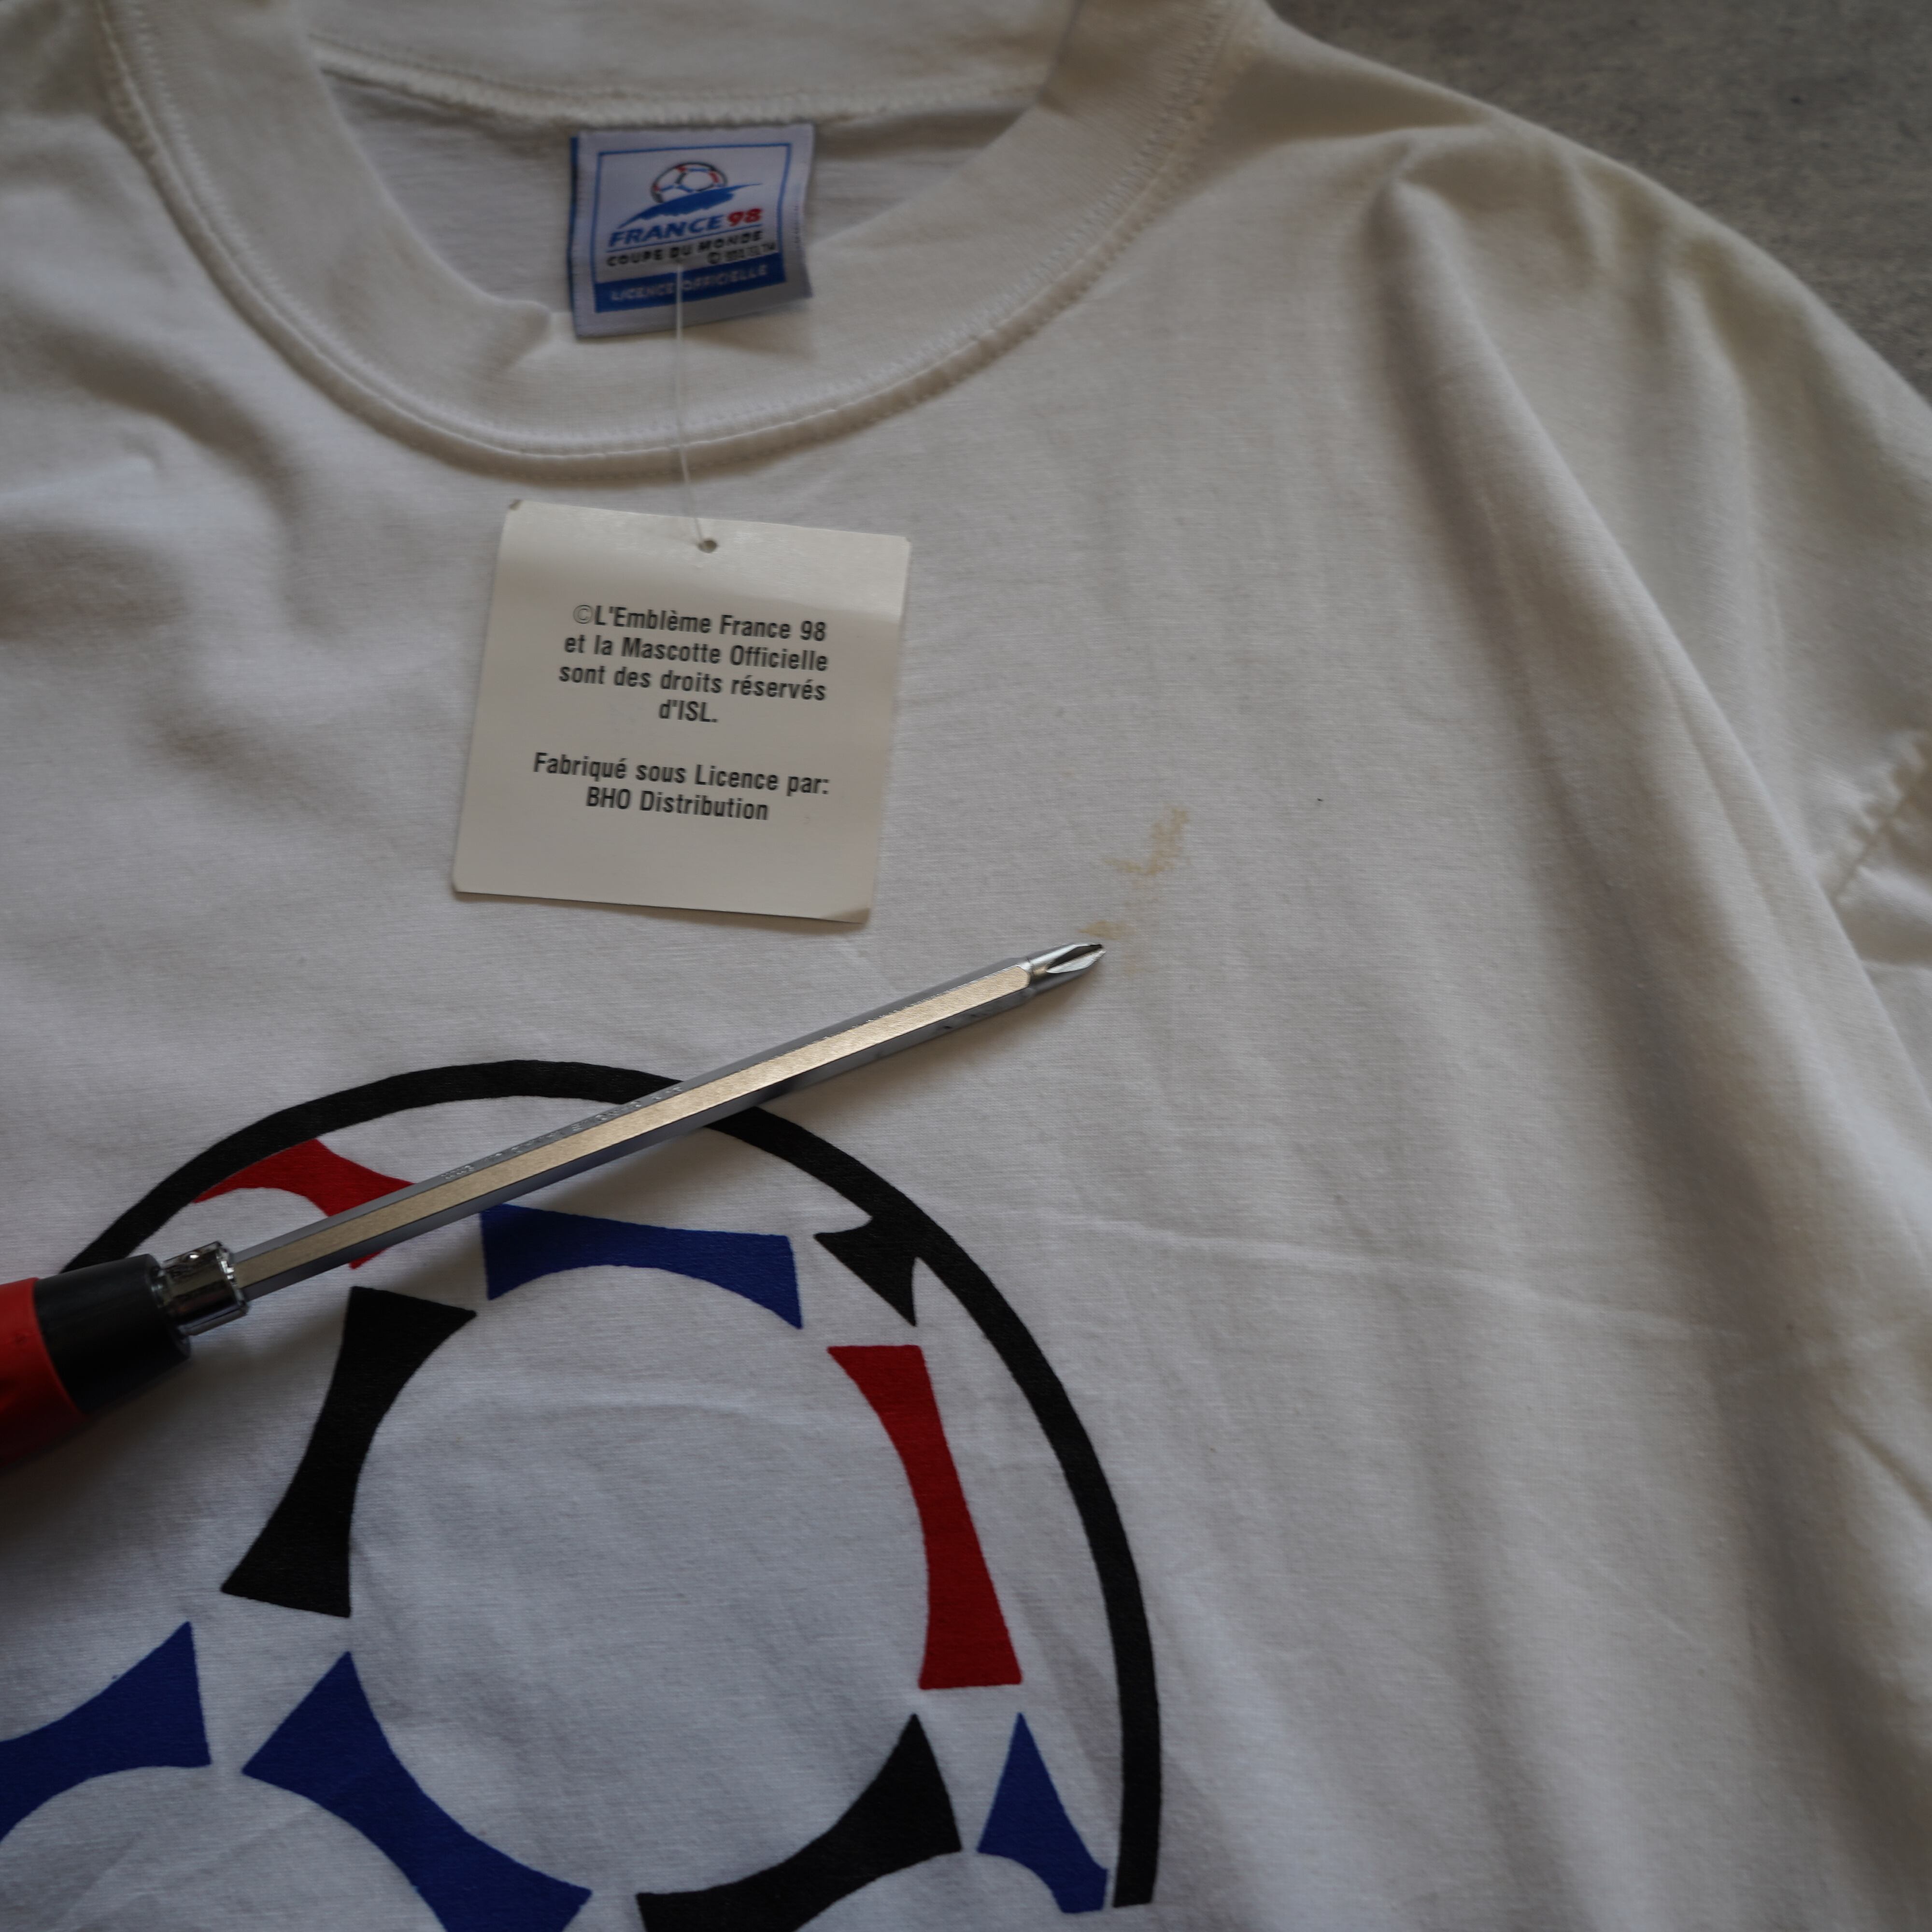 FRANCE 98
COUPE DU MONDE
©
LICENCE OFFICIELLE
©L'Emblème France 98
et la Mascotte Officielle
sont des droits réservés
d'ISL.
Fabriqué sous Licence par:
BHO Distribution